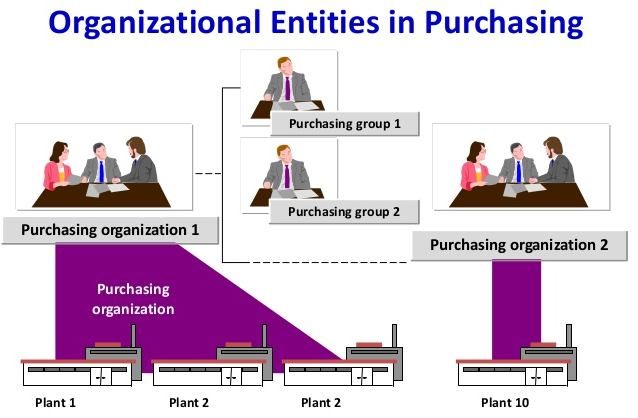 Organizational Entities in Purchasing
Purchasing group 1
Purchasing group 2
Purchasing organization 1
Purchasing organization 2
Purchasing
organization
Plant 1
Plant 2
Plant 2
Plant 10